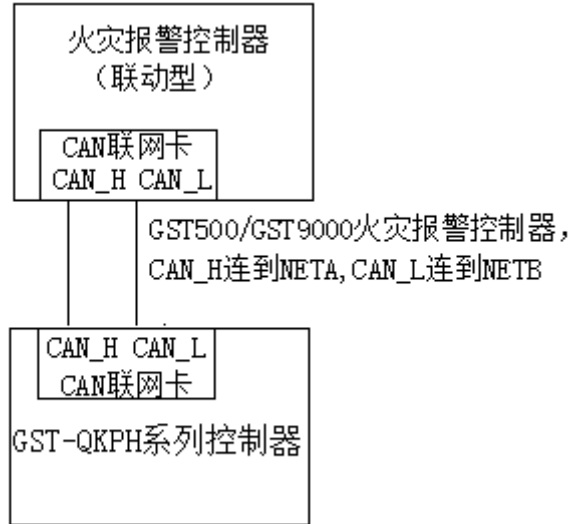 火灾报警控制器
（联动型）
CAN联网卡
CAN_H CAN_L
GST500/GST9000火灾报警控制器，
CAN_H连到NETA,CAN_L连到NETB
CAN_H CAN_L
CAN联网卡
GST-QKPH系列控制器